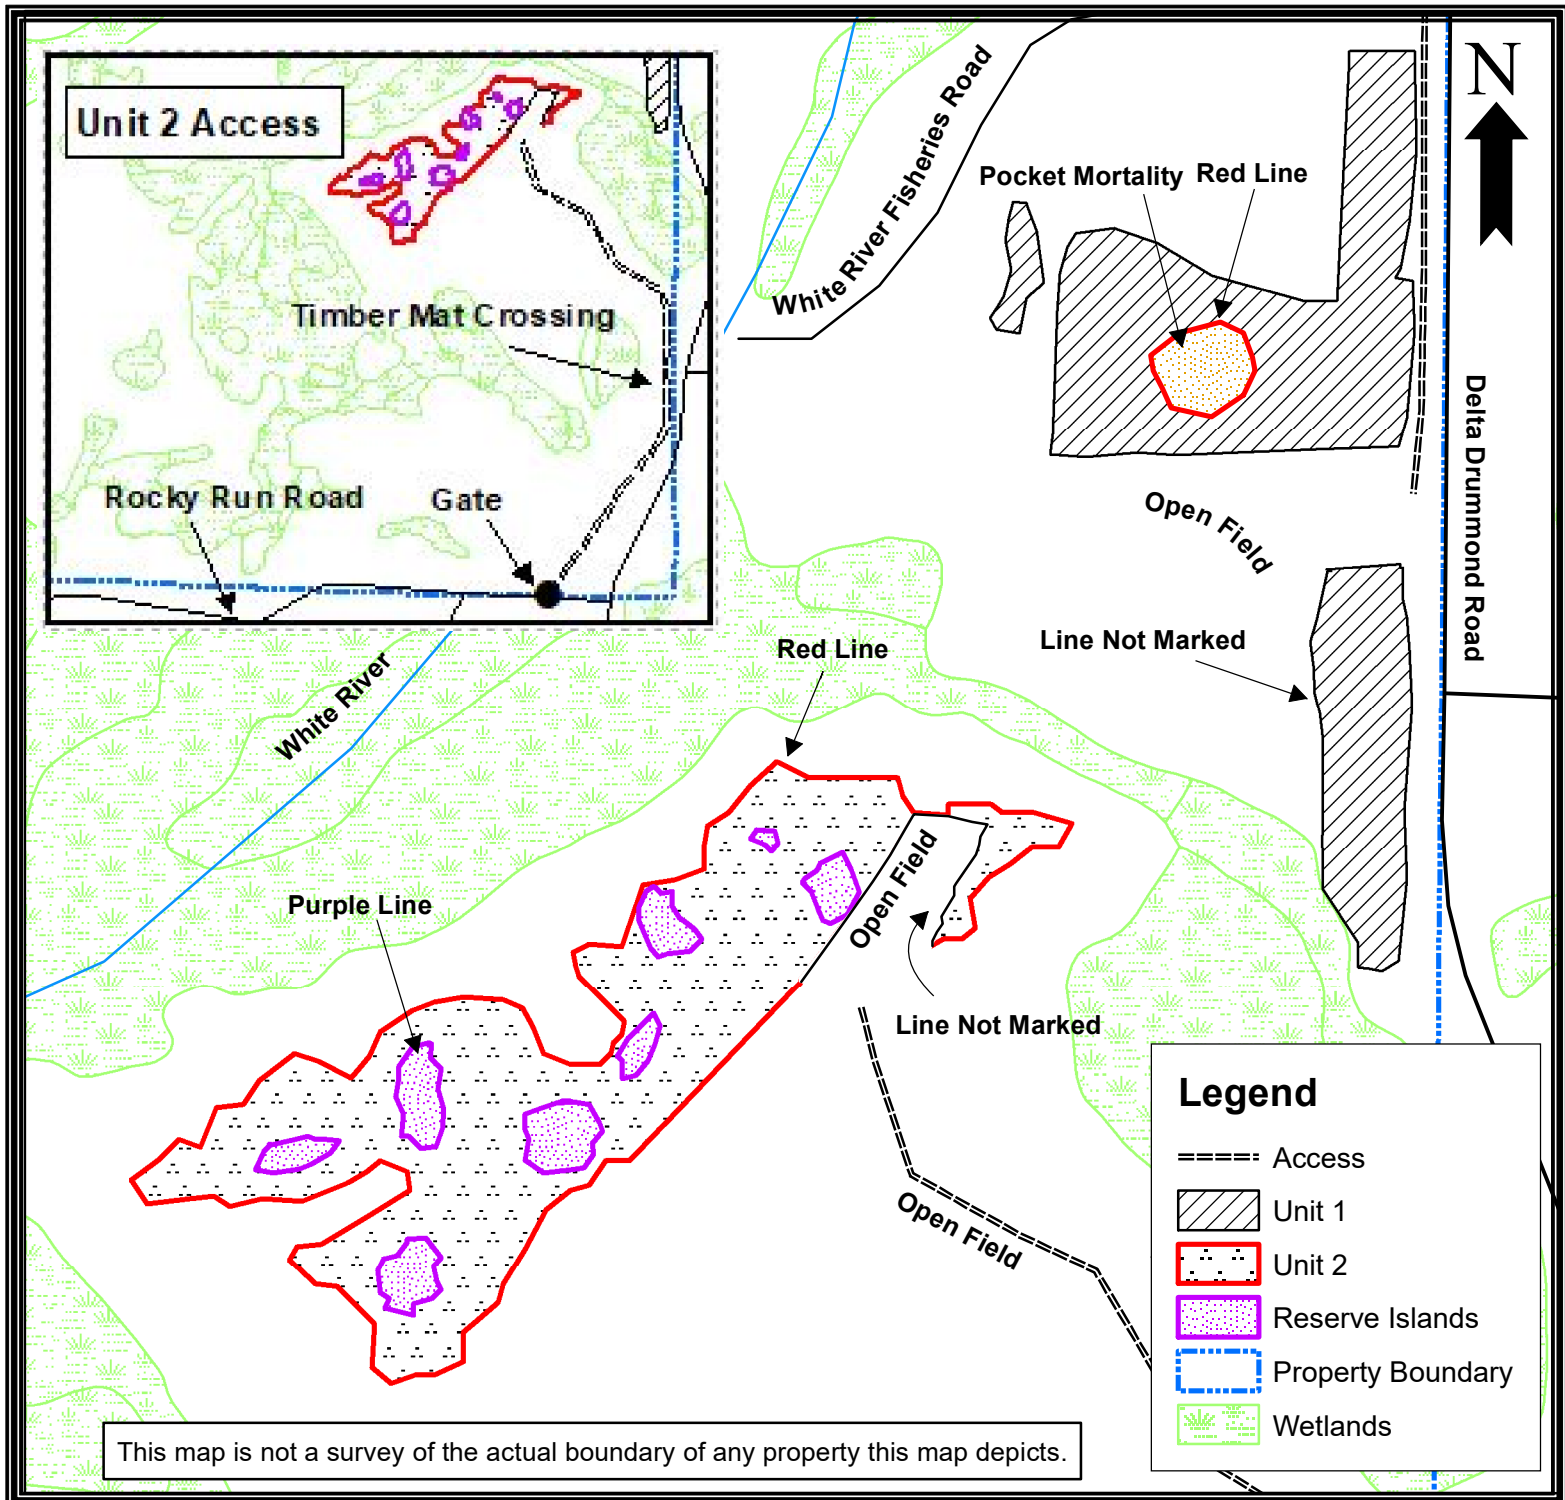 Unit 2 Access
Timber Mat Crossing
Rocky Run Road
Gate
White River Fisheries Road
N
Pocket Mortality
Red Line
Delta Drummond Road
Open Field
Line Not Marked
Red Line
White River
Purple Line
Open Field
Line Not Marked
Open Field
Legend
Access
Unit 1
Unit 2
Reserve Islands
Property Boundary
Wetlands
This map is not a survey of the actual boundary of any property this map depicts.